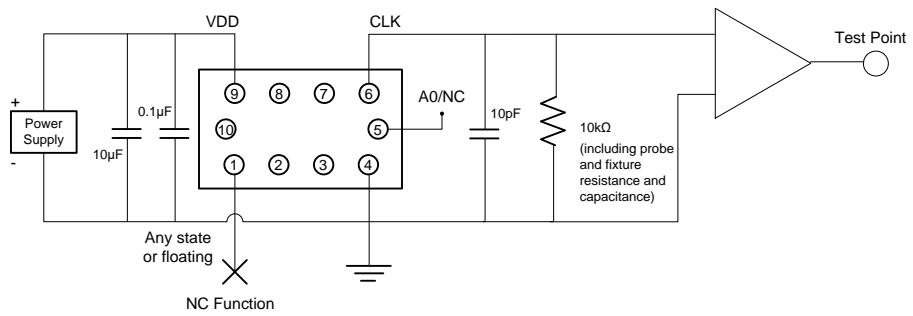 VDD
CLK
Test Point
+
Power
Supply
-
10µF
0.1µF
9
8
7
6
10
5
1
2
3
4
A0/NC
10pF
10kΩ
(including probe
and fixture
resistance and
capacitance)
Any state
or floating
NC Function